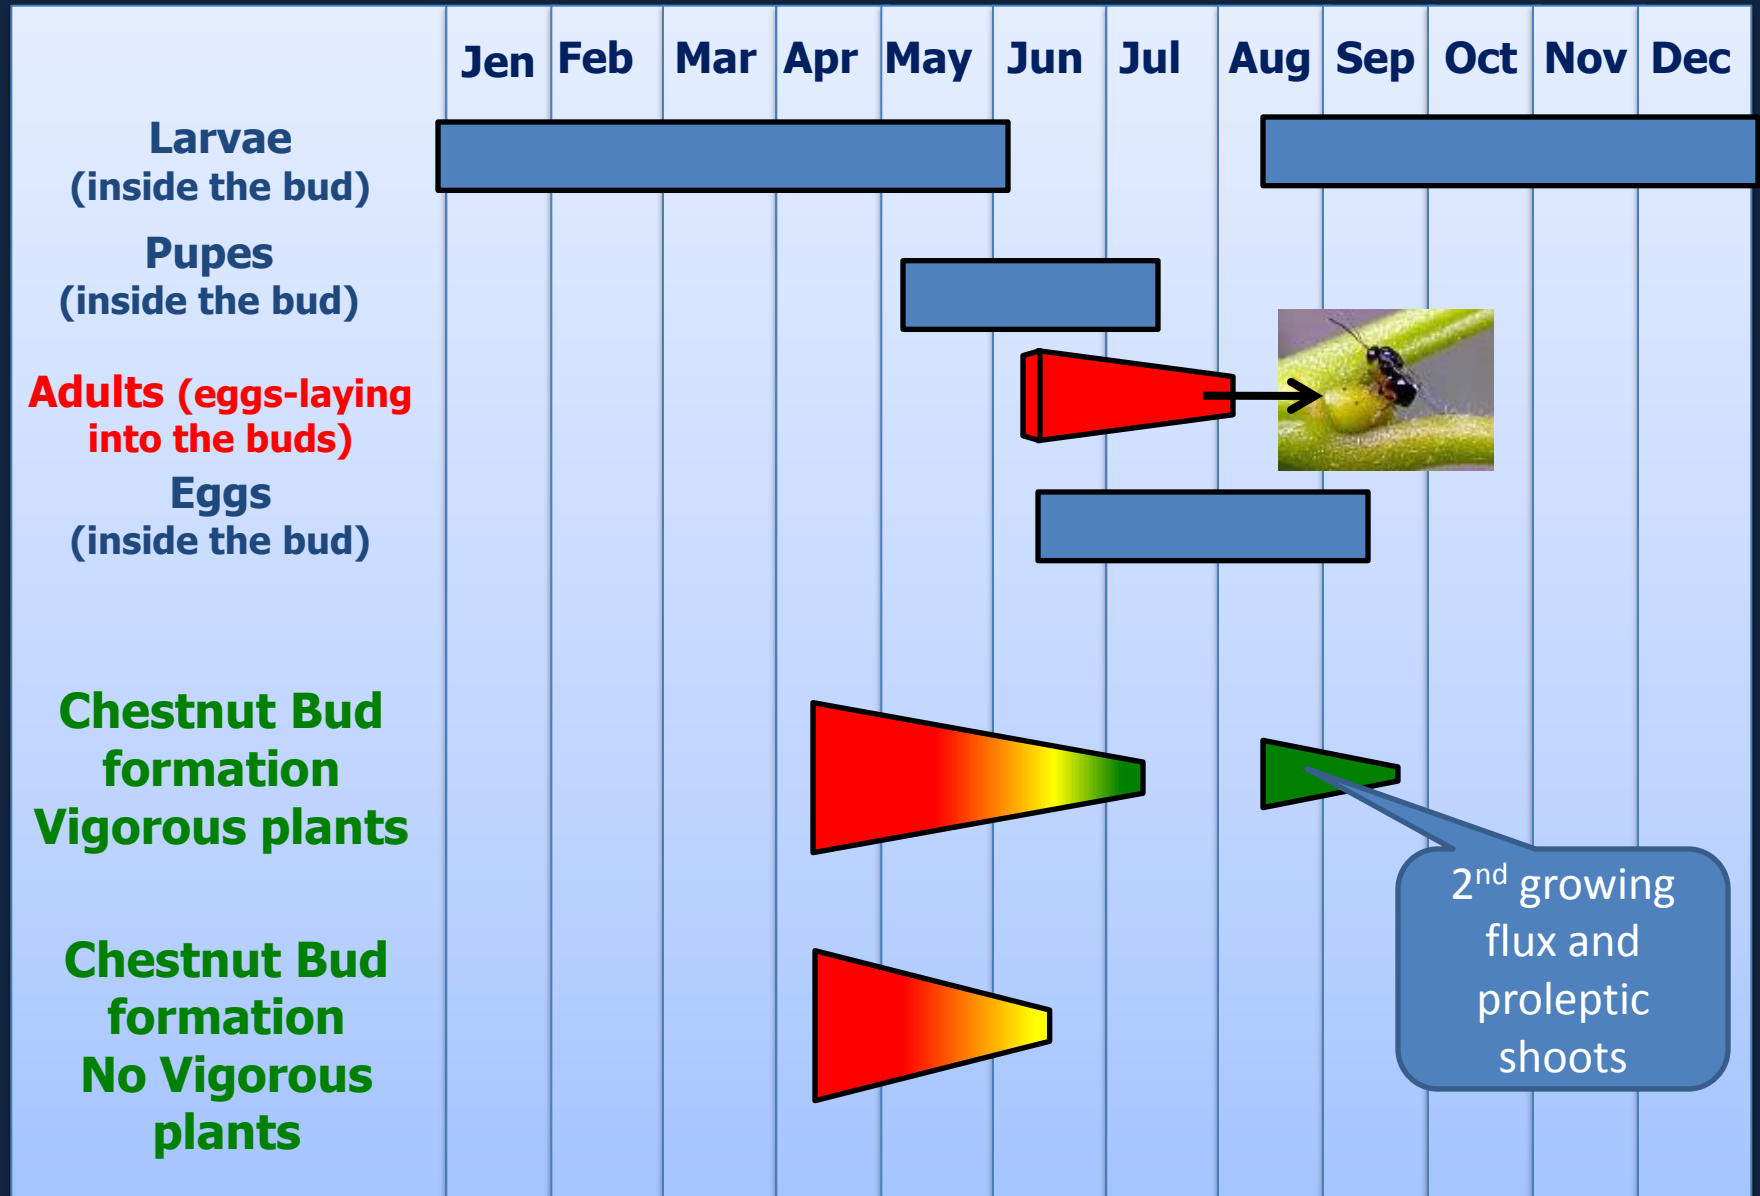 Jen Feb Mar Apr May Jun Jul Aug Sep Oct Nov Dec
Larvae
(inside the bud)
Pupes
(inside the bud)
Adults (eggs-laying
into the buds)
Eggs
(inside the bud)
Chestnut Bud
formation
Vigorous plants
2nd growing
flux and
proleptic
shoots
Chestnut Bud
formation
No Vigorous
plants